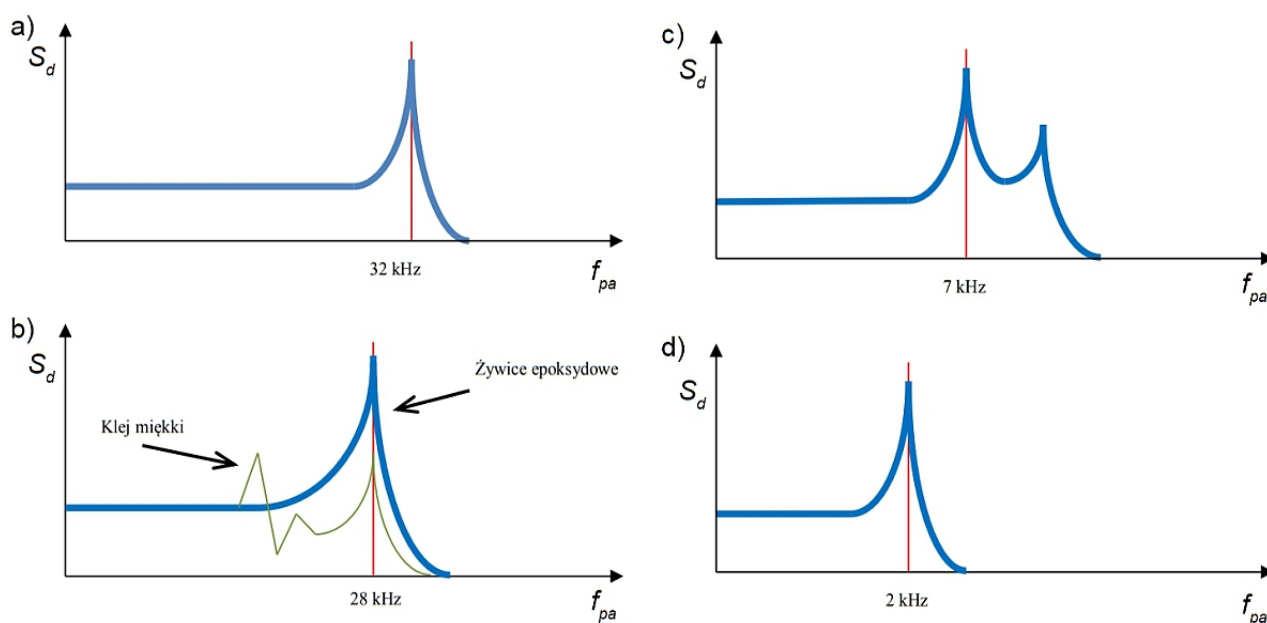 a)
S_d
32 kHz
f_pa
b)
S_d
Klej miękki
Żywice epoksydowe
28 kHz
f_pa
c)
S_d
7 kHz
f_pa
d)
S_d
2 kHz
f_pa